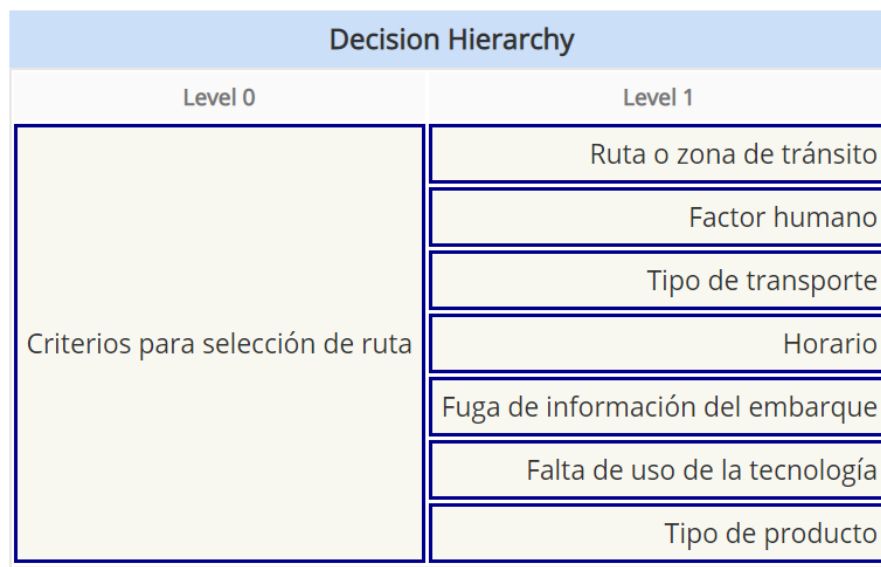 Decision Hierarchy
Level 0
Level 1
Criterios para selección de ruta
Ruta o zona de tránsito
Factor humano
Tipo de transporte
Horario
Fuga de información del embarque
Falta de uso de la tecnología
Tipo de producto